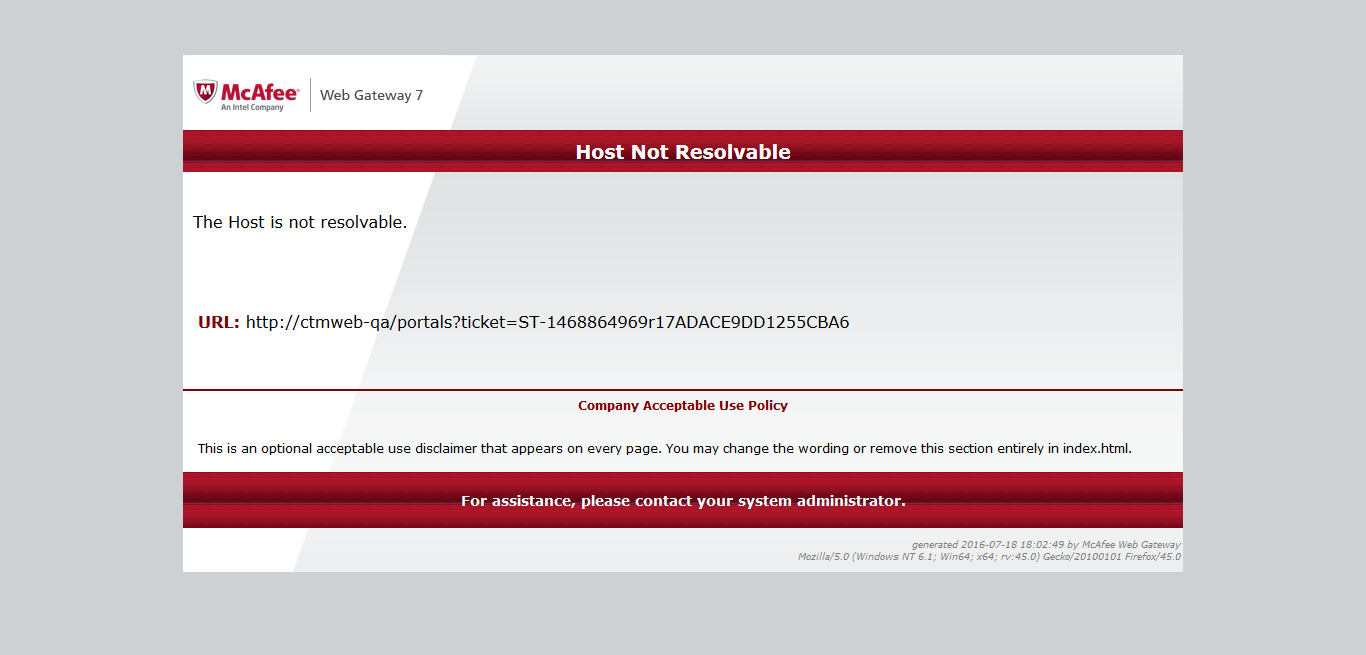 McAfee™
An Intel Company
Web Gateway 7
Host Not Resolvable
The Host is not resolvable.
URL: http://ctmweb-qa/portals?ticket=ST-1468864969r17ADACE9DD1255CBA6
Company Acceptable Use Policy
This is an optional acceptable use disclaimer that appears on every page. You may change the wording or remove this section entirely in index.html.
For assistance, please contact your system administrator.
generated 2016-07-18 18:02:49 by McAfee Web Gateway
Mozilla/5.0 (Windows NT 6.1; Win64; x64; rv:45.0) Gecko/20100101 Firefox/45.0